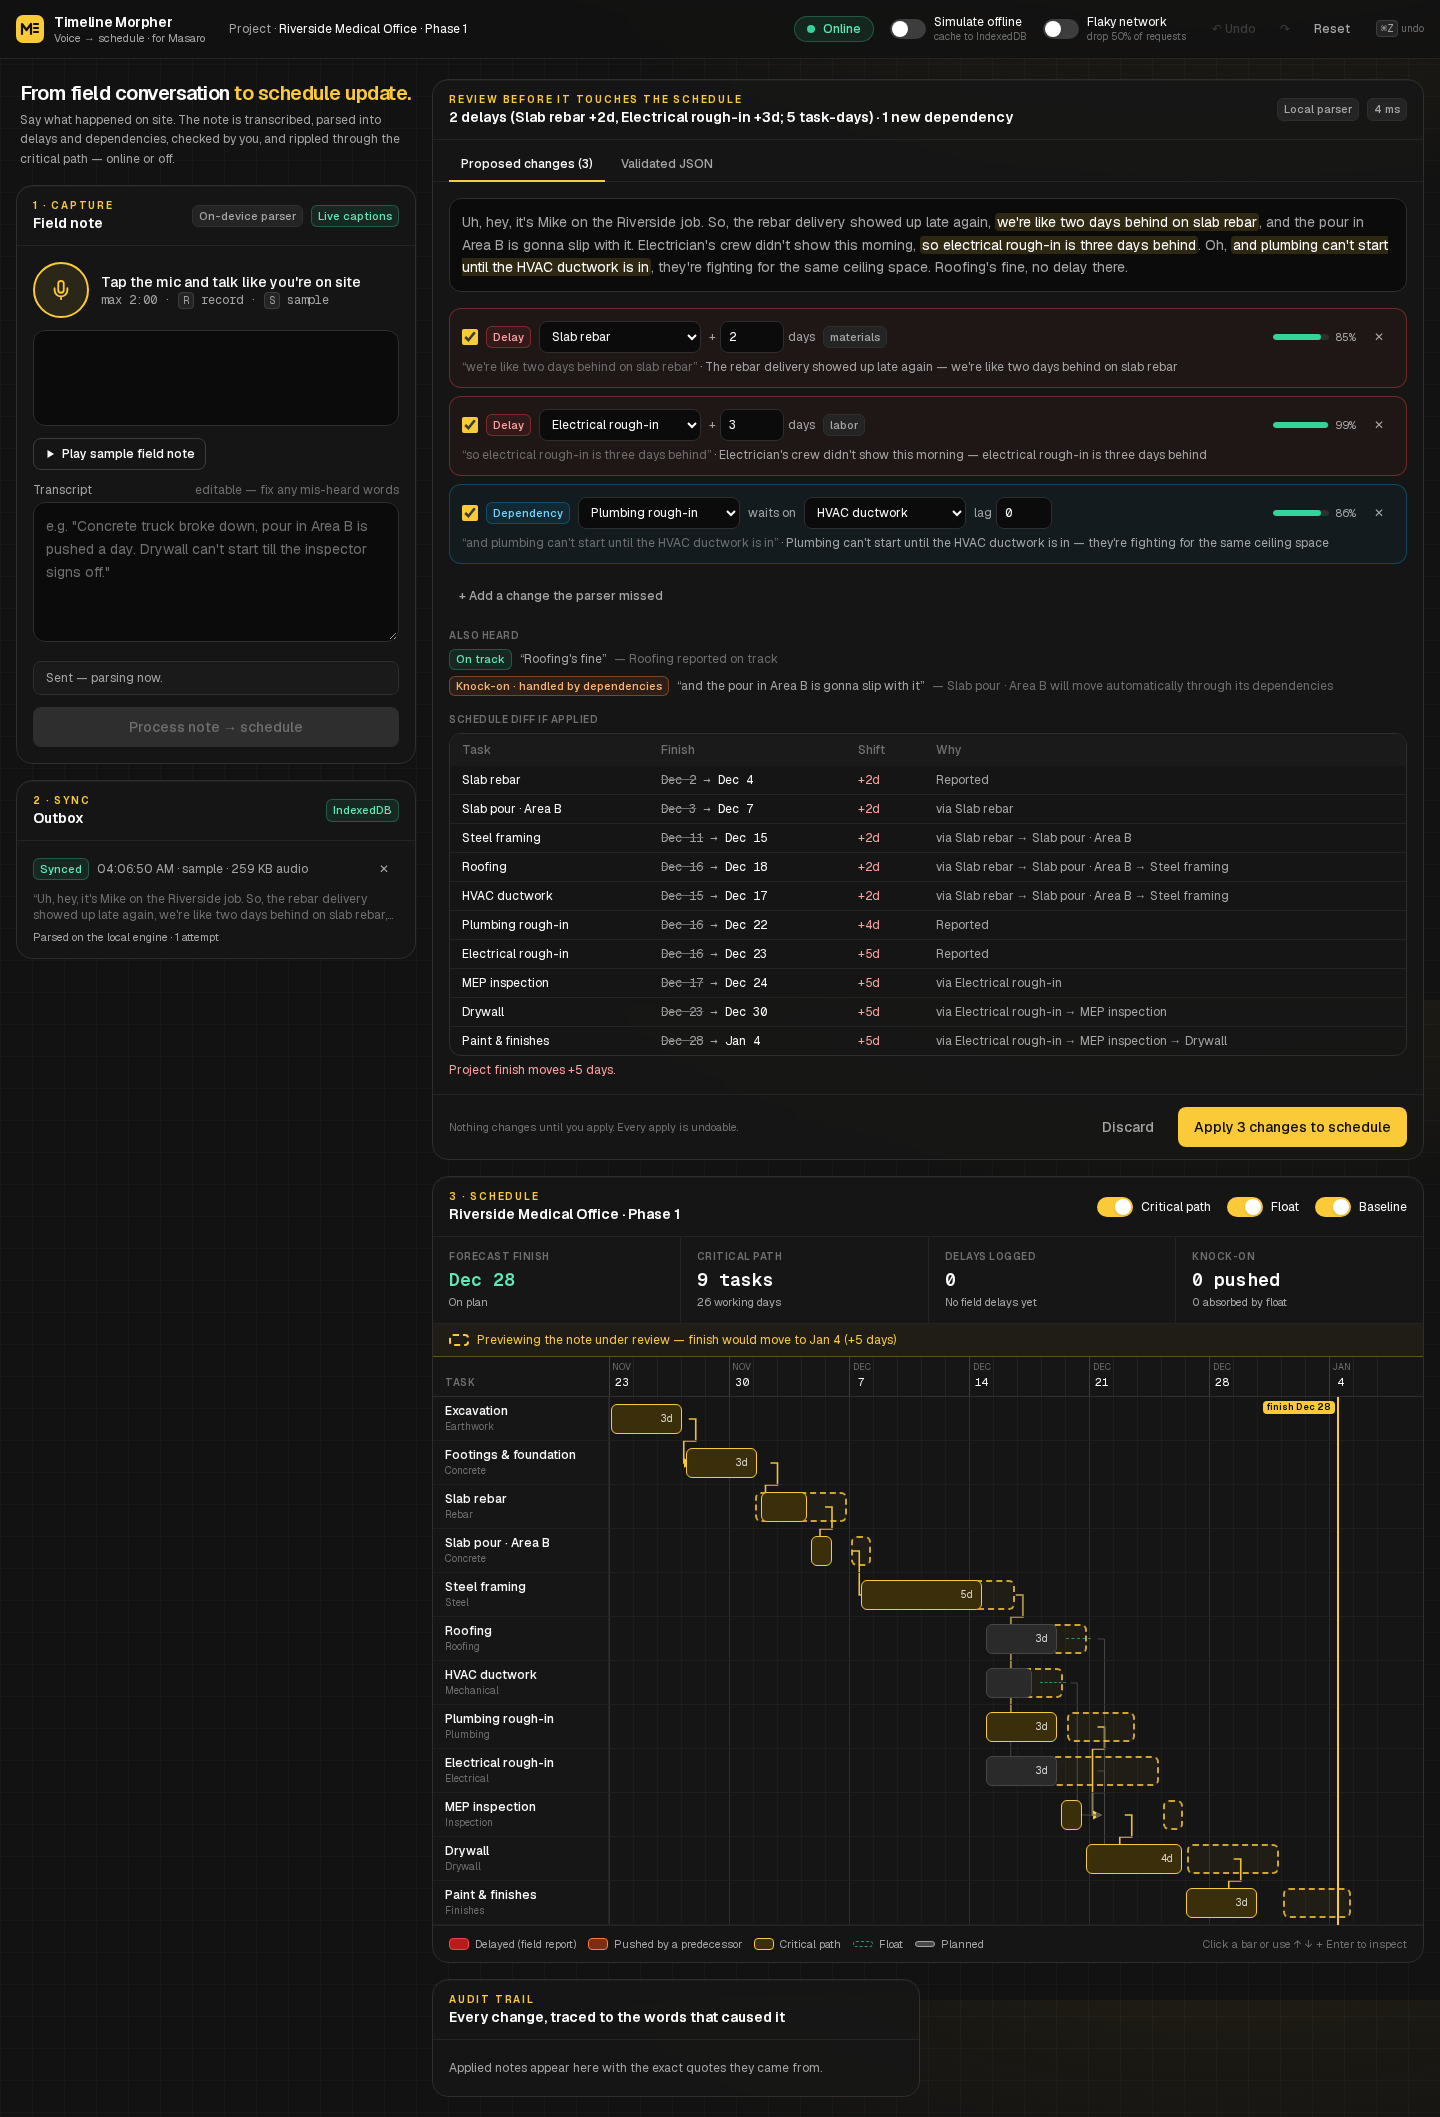 Timeline Morpher
Voice → schedule · for Masaro
Project · Riverside Medical Office · Phase 1
Online
Simulate offline
cache to IndexedDB
Flaky network
drop 50% of requests
↶ Undo
↷
Reset
⌘Z undo
From field conversation to schedule update.
Say what happened on site. The note is transcribed, parsed into
delays and dependencies, checked by you, and rippled through the
critical path — online or off.
1 · CAPTURE
Field note
On-device parser
Live captions
Tap the mic and talk like you're on site
max 2:00 · R record · S sample
▶ Play sample field note
Transcript
editable — fix any mis-heard words
e.g. "Concrete truck broke down, pour in Area B is
pushed a day. Drywall can't start till the inspector
signs off."
Sent — parsing now.
Process note → schedule
2 · SYNC
Outbox
IndexedDB
Synced 04:06:50 AM · sample · 259 KB audio ×
“Uh, hey, it's Mike on the Riverside job. So, the rebar delivery
showed up late again, we're like two days behind on slab rebar,...
Parsed on the local engine · 1 attempt
REVIEW BEFORE IT TOUCHES THE SCHEDULE
2 delays (Slab rebar +2d, Electrical rough-in +3d; 5 task-days) · 1 new dependency
Local parser
4 ms
Proposed changes (3)
Validated JSON
Uh, hey, it's Mike on the Riverside job. So, the rebar delivery showed up late again, we're like two days behind on slab rebar, and the pour in
Area B is gonna slip with it. Electrician's crew didn't show this morning, so electrical rough-in is three days behind. Oh, and plumbing can't start
until the HVAC ductwork is in, they're fighting for the same ceiling space. Roofing's fine, no delay there.
Delay Slab rebar + 2 days materials 85% ×
“we're like two days behind on slab rebar” · The rebar delivery showed up late again — we're like two days behind on slab rebar
Delay Electrical rough-in + 3 days labor 99% ×
“so electrical rough-in is three days behind” · Electrician's crew didn't show this morning — electrical rough-in is three days behind
Dependency Plumbing rough-in waits on HVAC ductwork lag 0 86% ×
“and plumbing can't start until the HVAC ductwork is in” · Plumbing can't start until the HVAC ductwork is in — they're fighting for the same ceiling space
+ Add a change the parser missed
ALSO HEARD
On track “Roofing's fine” — Roofing reported on track
Knock-on · handled by dependencies “and the pour in Area B is gonna slip with it” — Slab pour · Area B will move automatically through its dependencies
SCHEDULE DIFF IF APPLIED
Task Finish Shift Why
Slab rebar Dec 2 → Dec 4 +2d Reported
Slab pour · Area B Dec 3 → Dec 7 +2d via Slab rebar
Steel framing Dec 11 → Dec 15 +2d via Slab rebar → Slab pour · Area B
Roofing Dec 16 → Dec 18 +2d via Slab rebar → Slab pour · Area B → Steel framing
HVAC ductwork Dec 15 → Dec 17 +2d via Slab rebar → Slab pour · Area B → Steel framing
Plumbing rough-in Dec 16 → Dec 22 +4d Reported
Electrical rough-in Dec 16 → Dec 23 +5d Reported
MEP inspection Dec 17 → Dec 24 +5d via Electrical rough-in
Drywall Dec 23 → Dec 30 +5d via Electrical rough-in → MEP inspection
Paint & finishes Dec 28 → Jan 4 +5d via Electrical rough-in → MEP inspection → Drywall
Project finish moves +5 days.
Nothing changes until you apply. Every apply is undoable.
Discard
Apply 3 changes to schedule
3 · SCHEDULE
Riverside Medical Office · Phase 1
Critical path
Float
Baseline
FORECAST FINISH
Dec 28
On plan
CRITICAL PATH
9 tasks
26 working days
DELAYS LOGGED
0
No field delays yet
KNOCK-ON
0 pushed
0 absorbed by float
Previewing the note under review — finish would move to Jan 4 (+5 days)
TASK
NOV 23
NOV 30
DEC 7
DEC 14
DEC 21
DEC 28
JAN 4
finish Dec 28
Excavation
Earthwork
3d
Footings & foundation
Concrete
3d
Slab rebar
Rebar
Slab pour · Area B
Concrete
Steel framing
Steel
5d
Roofing
Roofing
3d
HVAC ductwork
Mechanical
Plumbing rough-in
Plumbing
3d
Electrical rough-in
Electrical
3d
MEP inspection
Inspection
Drywall
Drywall
4d
Paint & finishes
Finishes
3d
Delayed (field report)
Pushed by a predecessor
Critical path
Float
Planned
Click a bar or use ↑ ↓ + Enter to inspect
AUDIT TRAIL
Every change, traced to the words that caused it
Applied notes appear here with the exact quotes they came from.